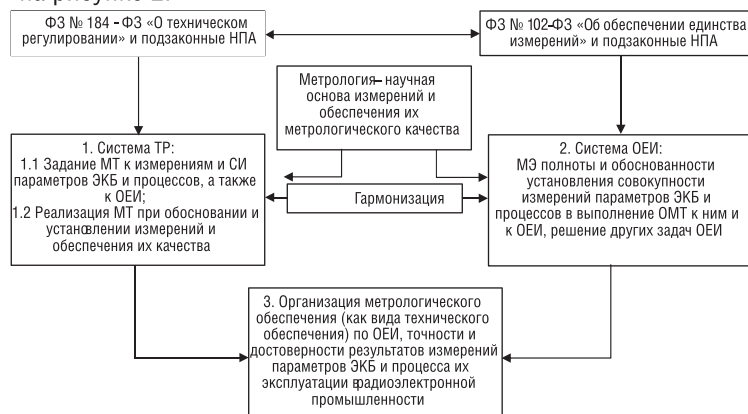 ФЗ № 184 - ФЗ «О техническом
регулировании» и подзаконные НПА
ФЗ № 102-ФЗ «Об обеспечении единства
измерений» и подзаконные НПА
Метрология– научная
основа измерений и
обеспечения их
метрологического качества
1. Система ТР:
1.1 Задание МТ к измерениям и СИ
параметров ЭКБ и процессов, а также
к ОЕИ;
1.2 Реализация МТ при обосновании и
установлении измерений и
обеспечения их качества
Гармонизация
2. Система ОЕИ:
МЭ полноты и обоснованности
установления совокупности
измерений параметров ЭКБ и
процессов в выполнение ОМТ к ним и
к ОЕИ, решение других задач ОЕИ
3. Организация метрологического
обеспечения (как вида технического
обеспечения) по ОЕИ, точности и
достоверности результатов измерений
параметров ЭКБ и процесса их
эксплуатации в радиоэлектронной
промышленности